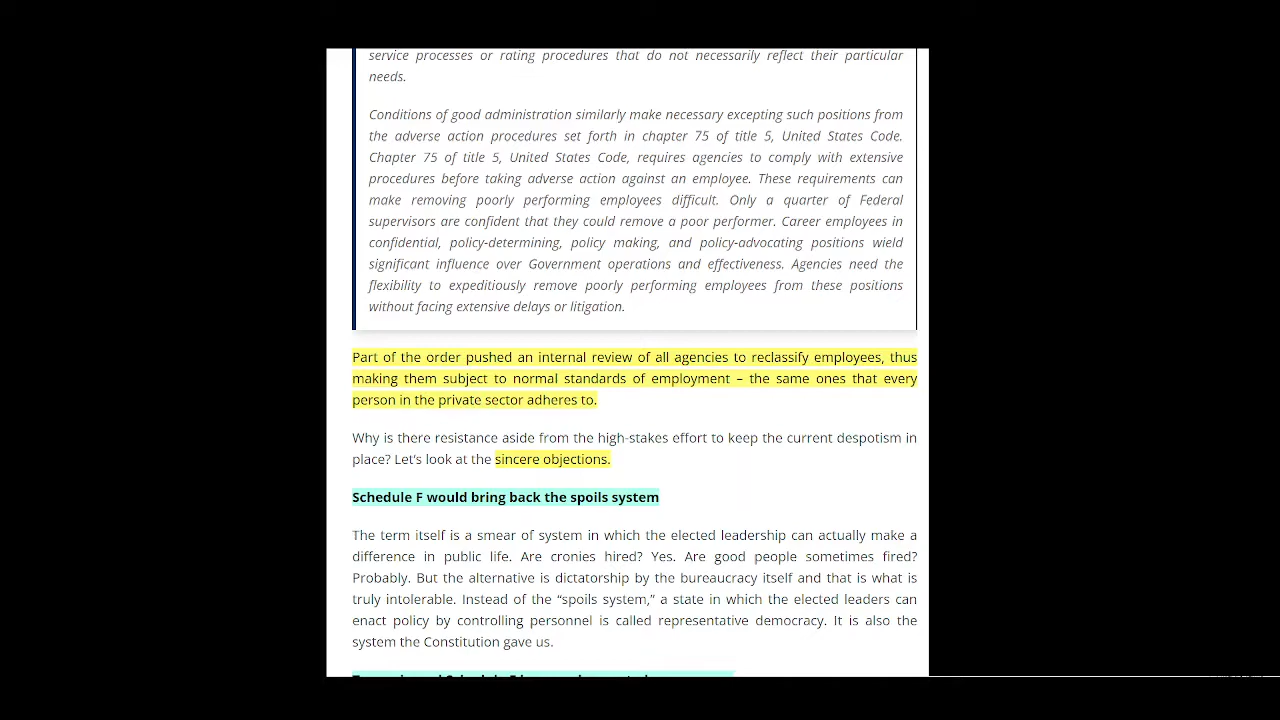 service processes or rating procedures that do not necessarily reflect their particular
needs.
Conditions of good administration similarly make necessary excepting such positions from
the adverse action procedures set forth in chapter 75 of title 5, United States Code.
Chapter 75 of title 5, United States Code, requires agencies to comply with extensive
procedures before taking adverse action against an employee. These requirements can
make removing poorly performing employees difficult. Only a quarter of Federal
supervisors are confident that they could remove a poor performer. Career employees in
confidential, policy-determining, policy making, and policy-advocating positions wield
significant influence over Government operations and effectiveness. Agencies need the
flexibility to expeditiously remove poorly performing employees from these positions
without facing extensive delays or litigation.
Part of the order pushed an internal review of all agencies to reclassify employees, thus
making them subject to normal standards of employment – the same ones that every
person in the private sector adheres to.
Why is there resistance aside from the high-stakes effort to keep the current despotism in
place? Let's look at the sincere objections.
Schedule F would bring back the spoils system
The term itself is a smear of system in which the elected leadership can actually make a
difference in public life. Are cronies hired? Yes. Are good people sometimes fired?
Probably. But the alternative is dictatorship by the bureaucracy itself and that is what is
truly intolerable. Instead of the “spoils system,” a state in which the elected leaders can
enact policy by controlling personnel is called representative democracy. It is also the
system the Constitution gave us.